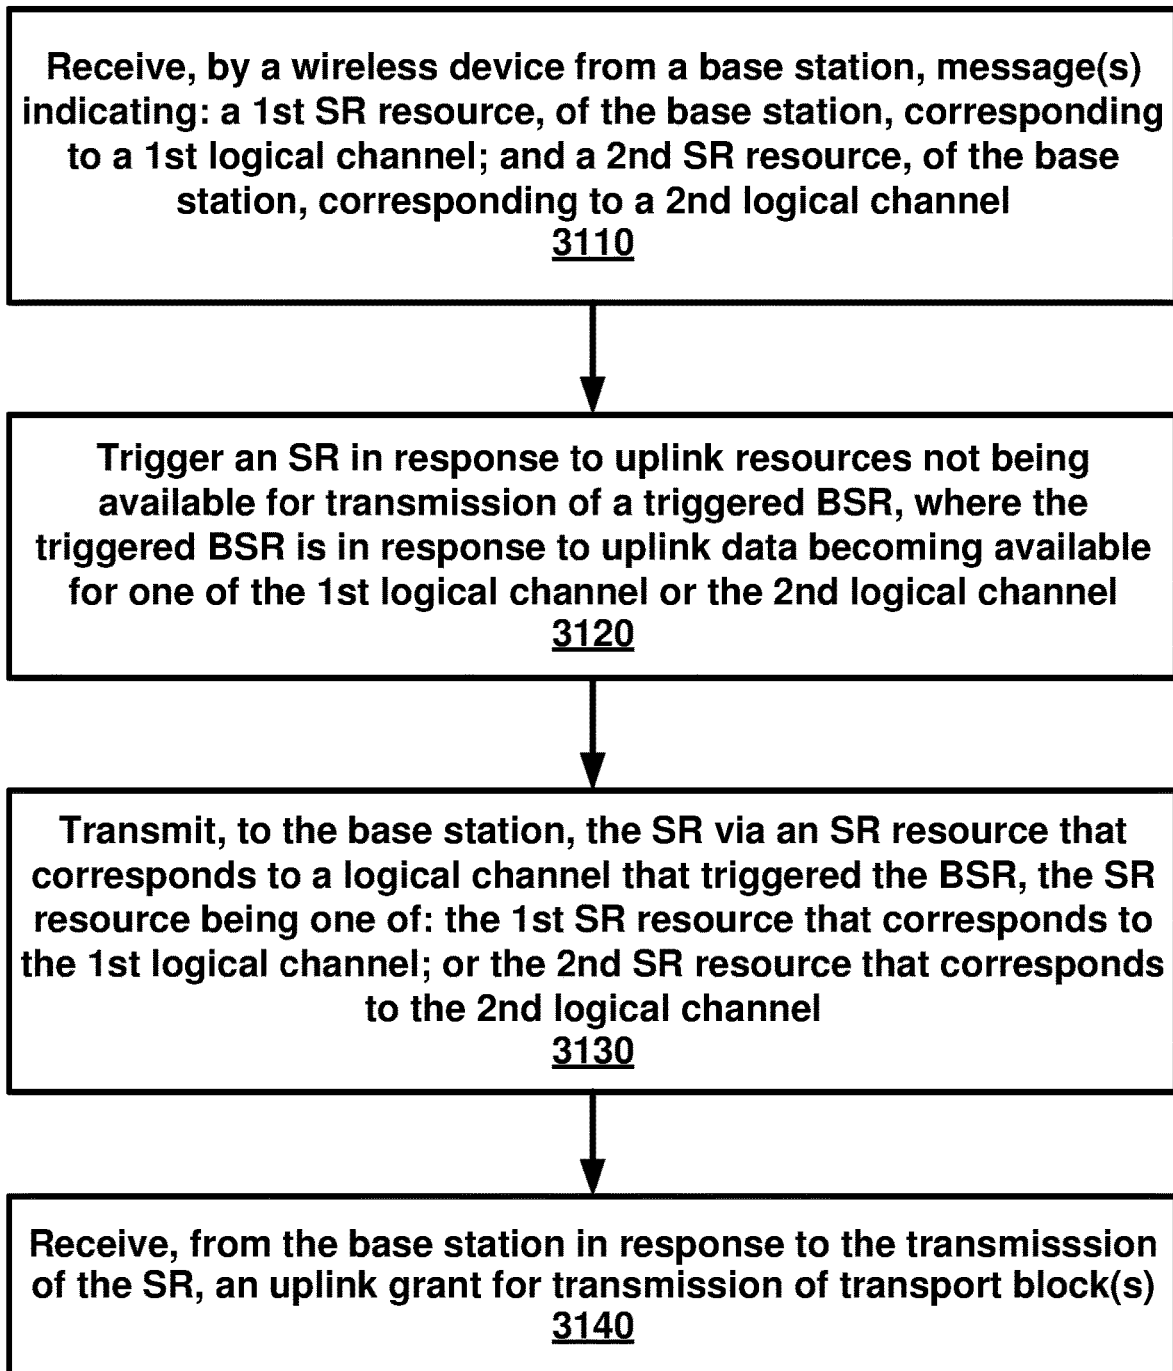 Receive, by a wireless device from a base station, message(s)
indicating: a 1st SR resource, of the base station, corresponding
to a 1st logical channel; and a 2nd SR resource, of the base
station, corresponding to a 2nd logical channel
3110
Trigger an SR in response to uplink resources not being
available for transmission of a triggered BSR, where the
triggered BSR is in response to uplink data becoming available
for one of the 1st logical channel or the 2nd logical channel
3120
Transmit, to the base station, the SR via an SR resource that
corresponds to a logical channel that triggered the BSR, the SR
resource being one of: the 1st SR resource that corresponds to
the 1st logical channel; or the 2nd SR resource that corresponds
to the 2nd logical channel
3130
Receive, from the base station in response to the transmisssion
of the SR, an uplink grant for transmission of transport block(s)
3140